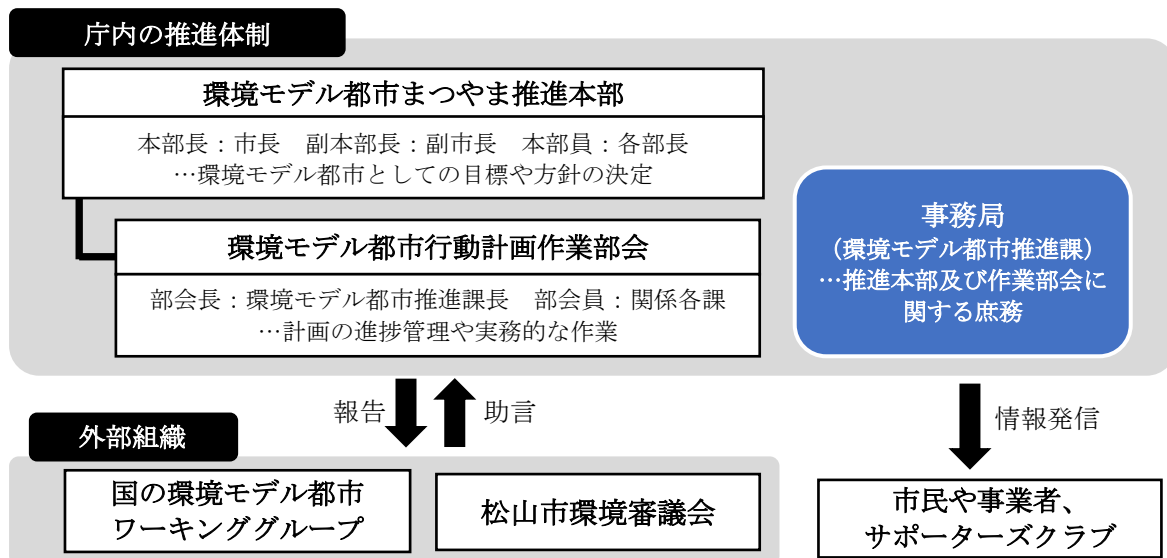 庁内の推進体制
環境モデル都市まつやま推進本部
本部長：市長　副本部長：副市長　本部員：各部長
…環境モデル都市としての目標や方針の決定
環境モデル都市行動計画作業部会
部会長：環境モデル都市推進課長　部会員：関係各課
…計画の進捗管理や実務的な作業
事務局
（環境モデル都市推進課）
…推進本部及び作業部会に
関する庶務
報告
助言
情報発信
外部組織
国の環境モデル都市
ワーキンググループ
松山市環境審議会
市民や事業者、
サポーターズクラブ